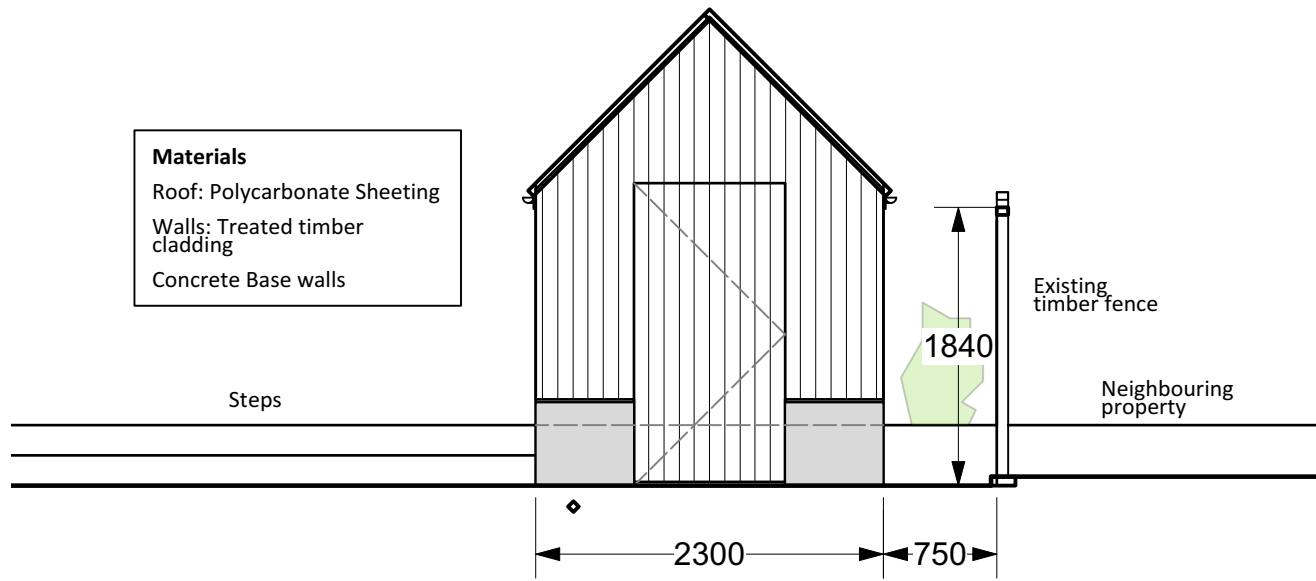 Materials
Roof: Polycarbonate Sheeting
Walls: Treated timber
cladding
Concrete Base walls
Steps
1840
Existing
timber fence
Neighbouring
property
2300
750